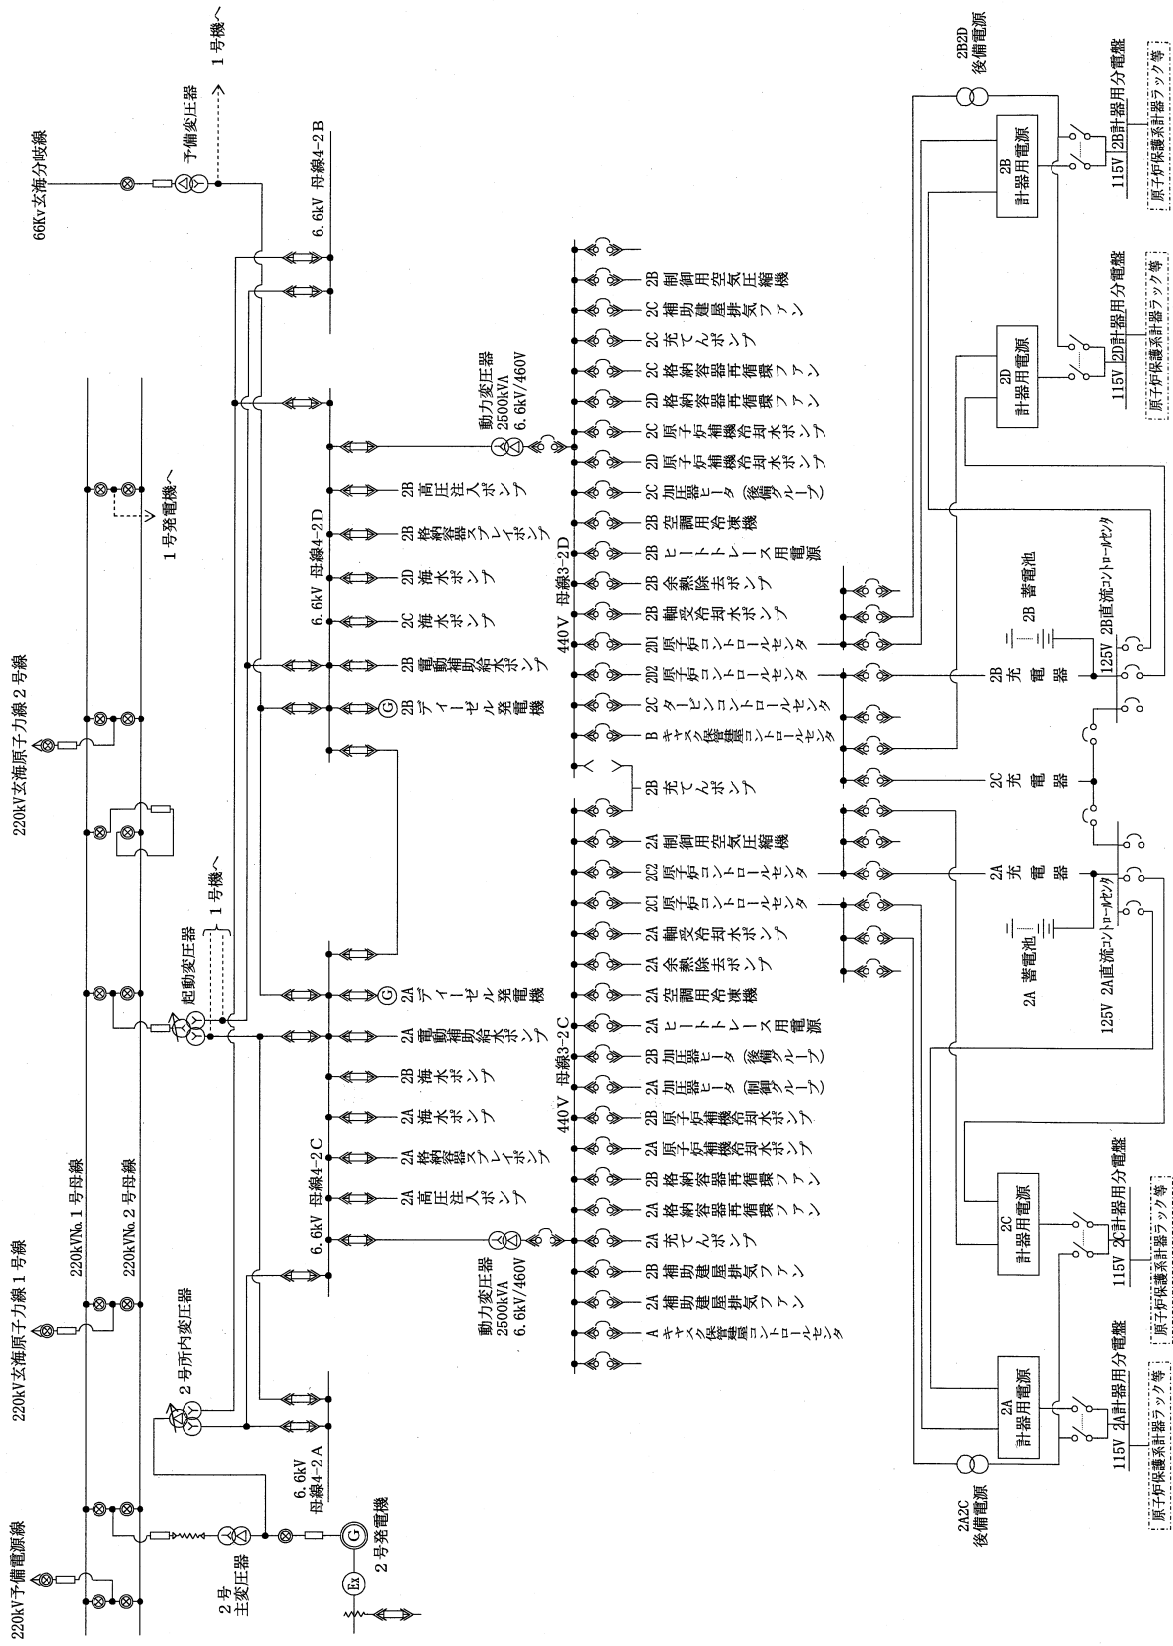 220kV予備電源線
220kV玄海原子力線1号線
220kV玄海原子力線2号線
66Kv玄海分岐線
220kVNo.1号母線
220kVNo.2号母線
2号
主変圧器
2号所内変圧器
起動変圧器
1号機へ
1号発電機へ
予備変圧器
1号機へ
Ex
G
2号発電機
6.6kV
母線4-2A
6.6kV 母線4-2C
6.6kV 母線4-2D
6.6kV 母線4-2B
2A 高圧注入ポンプ
2A 格納容器スプレイポンプ
2A 海水ポンプ
2B 海水ポンプ
2A 電動補助給水ポンプ
G
2A ディーゼル発電機
G
2B ディーゼル発電機
2B 電動補助給水ポンプ
2C 海水ポンプ
2D 海水ポンプ
2B 格納容器スプレイポンプ
2B 高圧注入ポンプ
動力変圧器
2500kVA
6.6kV/460V
動力変圧器
2500kVA
6.6kV/460V
440V 母線3-2C
440V 母線3-2D
A キャスク保管建屋コントロールセンタ
2A 補助建屋排気ファン
2B 補助建屋排気ファン
2A 充てんポンプ
2A 格納容器再循環ファン
2B 格納容器再循環ファン
2A 原子炉補機冷却水ポンプ
2B 原子炉補機冷却水ポンプ
2A 加圧器ヒータ(制御グループ)
2B 加圧器ヒータ(後備グループ)
2A ヒートトレース用電源
2A 空調用冷凍機
2A 余熱除去ポンプ
2A 軸受冷却水ポンプ
2C1 原子炉コントロールセンタ
2C2 原子炉コントロールセンタ
2A 制御用空気圧縮機
2B 充てんポンプ
B キャスク保管建屋コントロールセンタ
2C タービンコントロールセンタ
2D2 原子炉コントロールセンタ
2D1 原子炉コントロールセンタ
2B 軸受冷却水ポンプ
2B 余熱除去ポンプ
2B ヒートトレース用電源
2B 空調用冷凍機
2C 加圧器ヒータ(後備グループ)
2D 原子炉補機冷却水ポンプ
2C 原子炉補機冷却水ポンプ
2D 格納容器再循環ファン
2C 格納容器再循環ファン
2C 充てんポンプ
2C 補助建屋排気ファン
2B 制御用空気圧縮機
2A2C
後備電源
2A
計器用電源
115V 2A計器用分電盤
原子炉保護系計器ラック等
2C
計器用電源
115V 2C計器用分電盤
原子炉保護系計器ラック等
2A 蓄電池
2A
充電器
125V 2A直流コントロールセンタ
2C
充電器
2B
充電器
2B 蓄電池
125V 2B直流コントロールセンタ
2D
計器用電源
115V 2D計器用分電盤
原子炉保護系計器ラック等
2B
計器用電源
115V 2B計器用分電盤
原子炉保護系計器ラック等
2B2D
後備電源